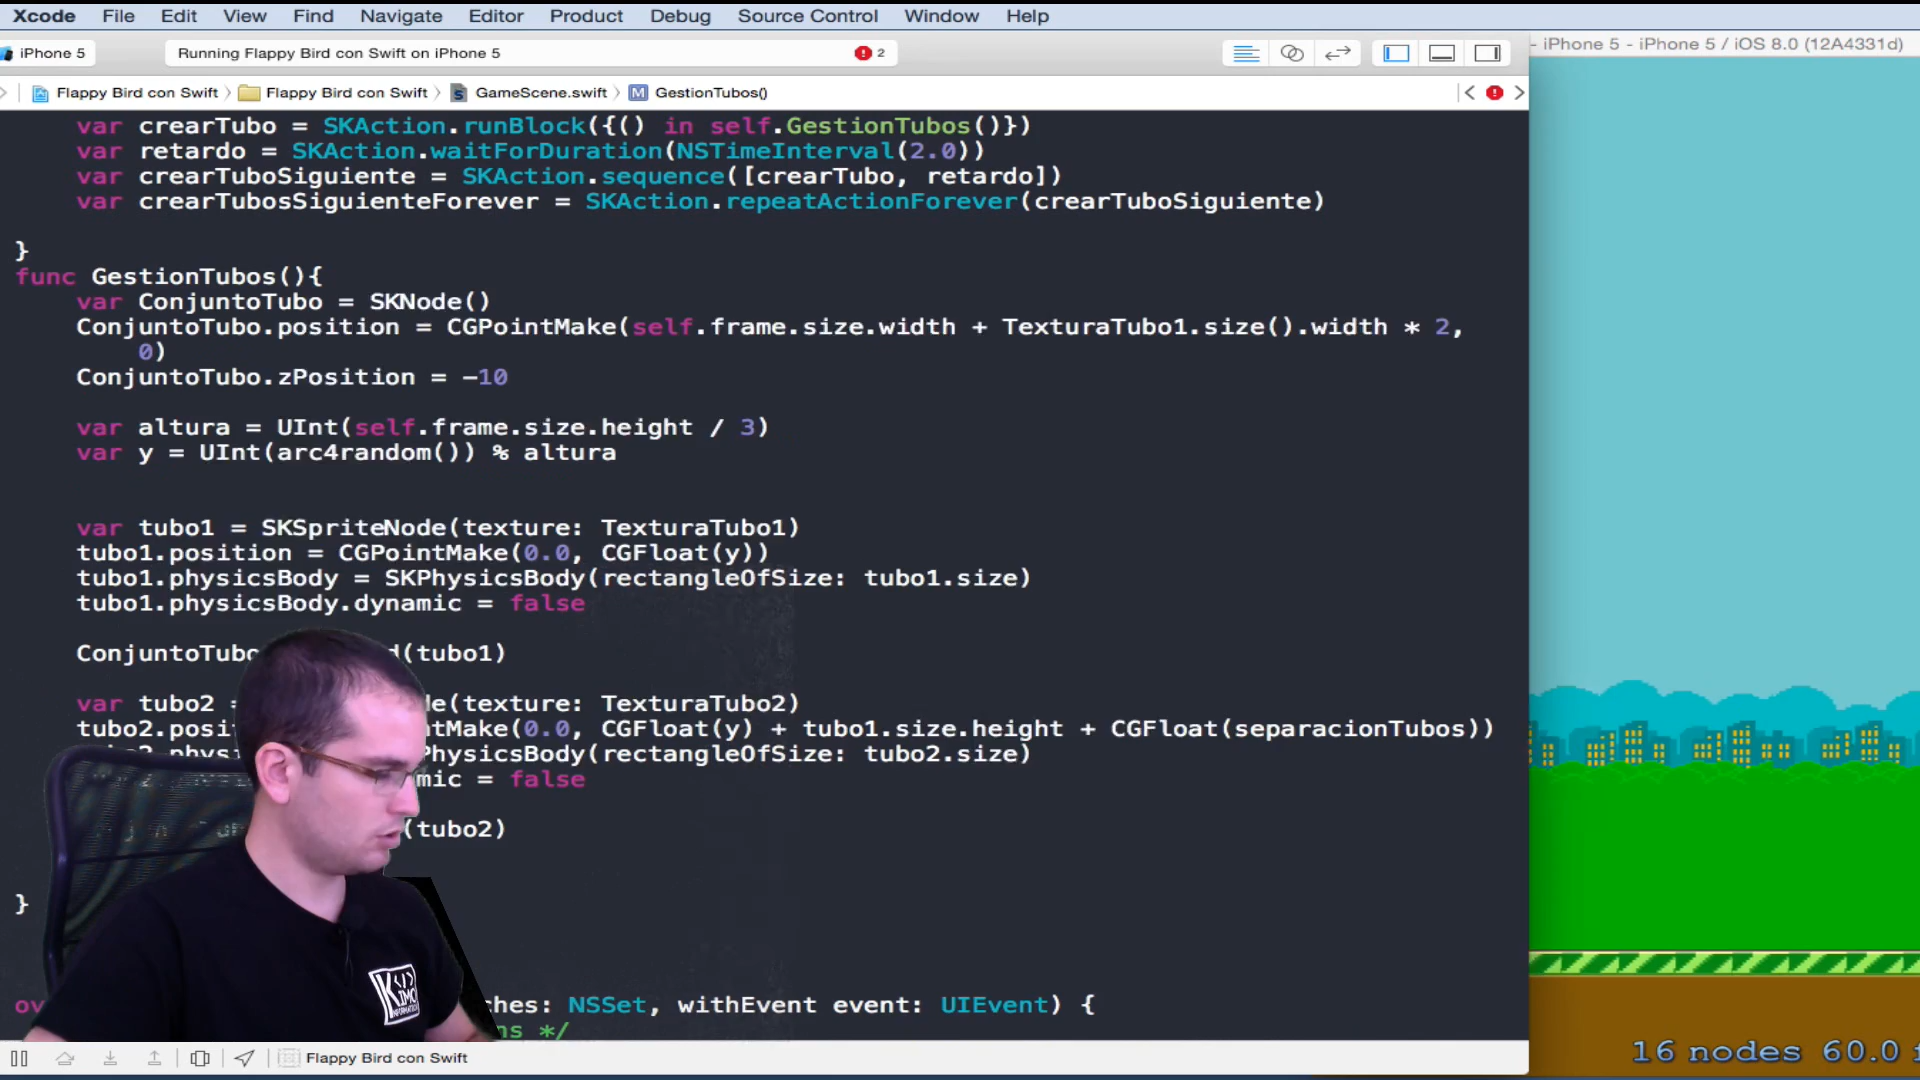 Xcode File Edit View Find Navigate Editor Product Debug Source Control Window Help
iPhone 5 Running Flappy Bird con Swift on iPhone 5 2
- iPhone 5 - iPhone 5 / iOS 8.0 (12A4331d)
Flappy Bird con Swift Flappy Bird con Swift GameScene.swift M GestionTubos()
var crearTubo = SKAction.runBlock({() in self.GestionTubos()})
var retardo = SKAction.waitForDuration(NSTimeInterval(2.0))
var crearTuboSiguiente = SKAction.sequence([crearTubo, retardo])
var crearTubosSiguienteForever = SKAction.repeatActionForever(crearTuboSiguiente)
}
func GestionTubos(){
var ConjuntoTubo = SKNode()
ConjuntoTubo.position = CGPointMake(self.frame.size.width + TexturaTubo1.size().width * 2,
0)
ConjuntoTubo.zPosition = -10
var altura = UInt(self.frame.size.height / 3)
var y = UInt(arc4random()) % altura
var tubo1 = SKSpriteNode(texture: TexturaTubo1)
tubo1.position = CGPointMake(0.0, CGFloat(y))
tubo1.physicsBody = SKPhysicsBody(rectangleOfSize: tubo1.size)
tubo1.physicsBody.dynamic = false
ConjuntoTubo d(tubo1)
var tubo2 = de(texture: TexturaTubo2)
tubo2.posit ntMake(0.0, CGFloat(y) + tubo1.size.height + CGFloat(separacionTubos))
PhysicsBody(rectangleOfSize: tubo2.size)
mic = false
(tubo2)
}
ov ches: NSSet, withEvent event: UIEvent) {
ns */
Flappy Bird con Swift
16 nodes 60.0 f
KIMO